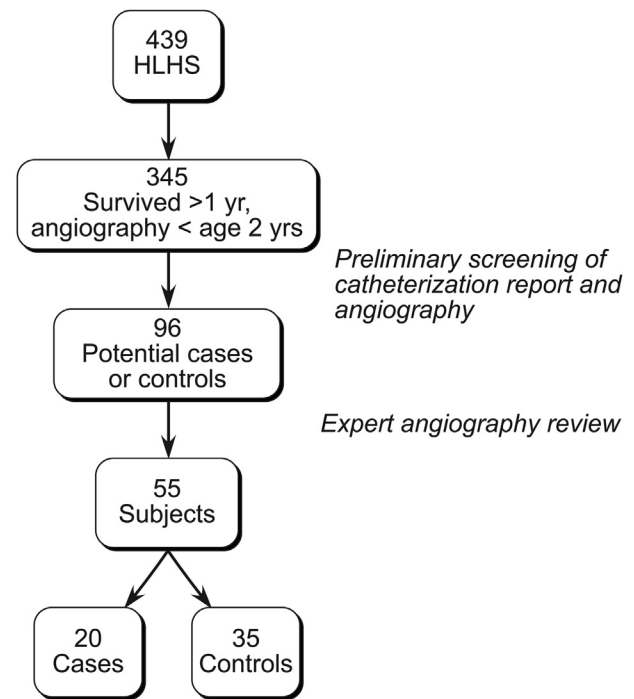 439
HLHS
345
Survived >1 yr,
angiography < age 2 yrs
Preliminary screening of
catheterization report and
angiography
96
Potential cases
or controls
Expert angiography review
55
Subjects
20
Cases
35
Controls